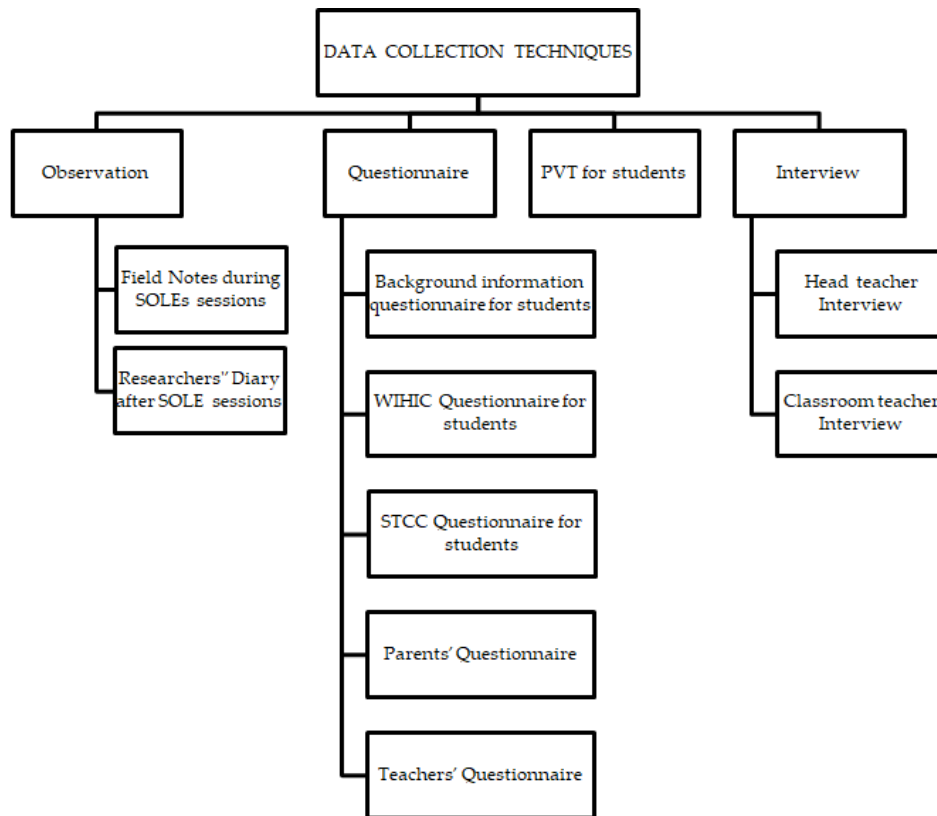 DATA COLLECTION TECHNIQUES
Observation
Questionnaire
PVT for students
Interview
Field Notes during
SOLEs sessions
Researchers” Diary
after SOLE sessions
Background information
questionnaire for students
WIHIC Questionnaire for
students
STCC Questionnaire for
students
Parents’ Questionnaire
Teachers’ Questionnaire
Head teacher
Interview
Classroom teacher
Interview